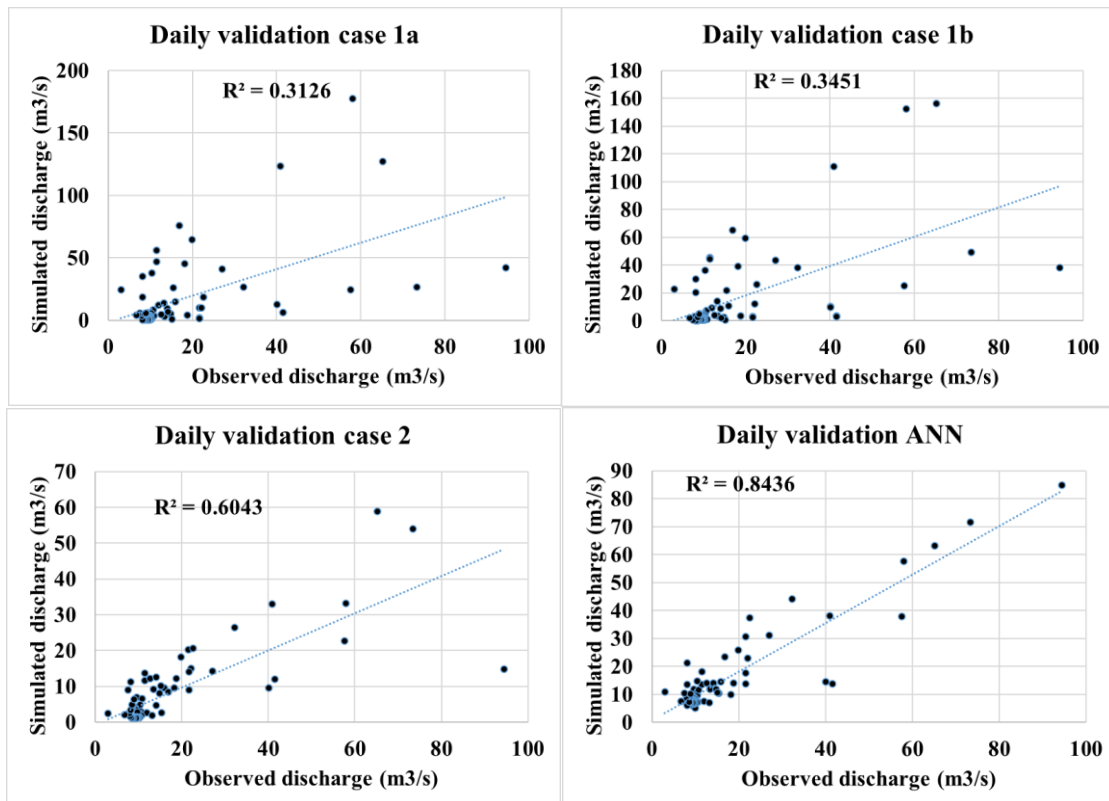 Daily validation case 1a
R² = 0.3126
200
150
100
50
0
0 20 40 60 80 100
Simulated discharge (m3/s)
Observed discharge (m3/s)
Daily validation case 1b
R² = 0.3451
180
160
140
120
100
80
60
40
20
0
0 20 40 60 80 100
Simulated discharge (m3/s)
Observed discharge (m3/s)
Daily validation case 2
R² = 0.6043
70
60
50
40
30
20
10
0
0 20 40 60 80 100
Simulated discharge (m3/s)
Observed discharge (m3/s)
Daily validation ANN
R² = 0.8436
90
80
70
60
50
40
30
20
10
0
0 20 40 60 80 100
Simulated discharge (m3/s)
Observed discharge (m3/s)